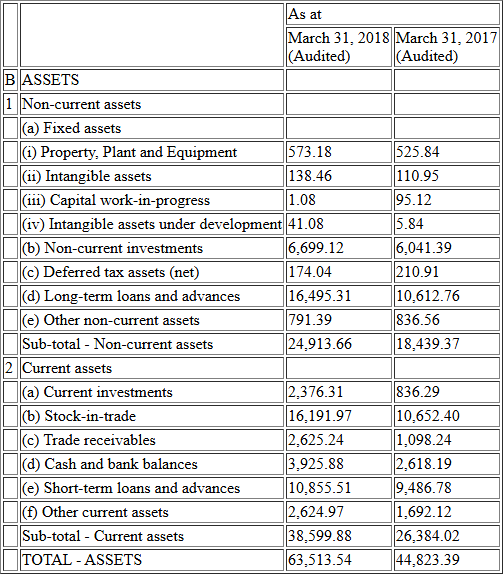 As at
March 31, 2018 March 31, 2017
(Audited) (Audited)
B ASSETS
1 Non-current assets
(a) Fixed assets
(i) Property, Plant and Equipment 573.18 525.84
(ii) Intangible assets 138.46 110.95
(iii) Capital work-in-progress 1.08 95.12
(iv) Intangible assets under development 41.08 5.84
(b) Non-current investments 6,699.12 6,041.39
(c) Deferred tax assets (net) 174.04 210.91
(d) Long-term loans and advances 16,495.31 10,612.76
(e) Other non-current assets 791.39 836.56
Sub-total - Non-current assets 24,913.66 18,439.37
2 Current assets
(a) Current investments 2,376.31 836.29
(b) Stock-in-trade 16,191.97 10,652.40
(c) Trade receivables 2,625.24 1,098.24
(d) Cash and bank balances 3,925.88 2,618.19
(e) Short-term loans and advances 10,855.51 9,486.78
(f) Other current assets 2,624.97 1,692.12
Sub-total - Current assets 38,599.88 26,384.02
TOTAL - ASSETS 63,513.54 44,823.39